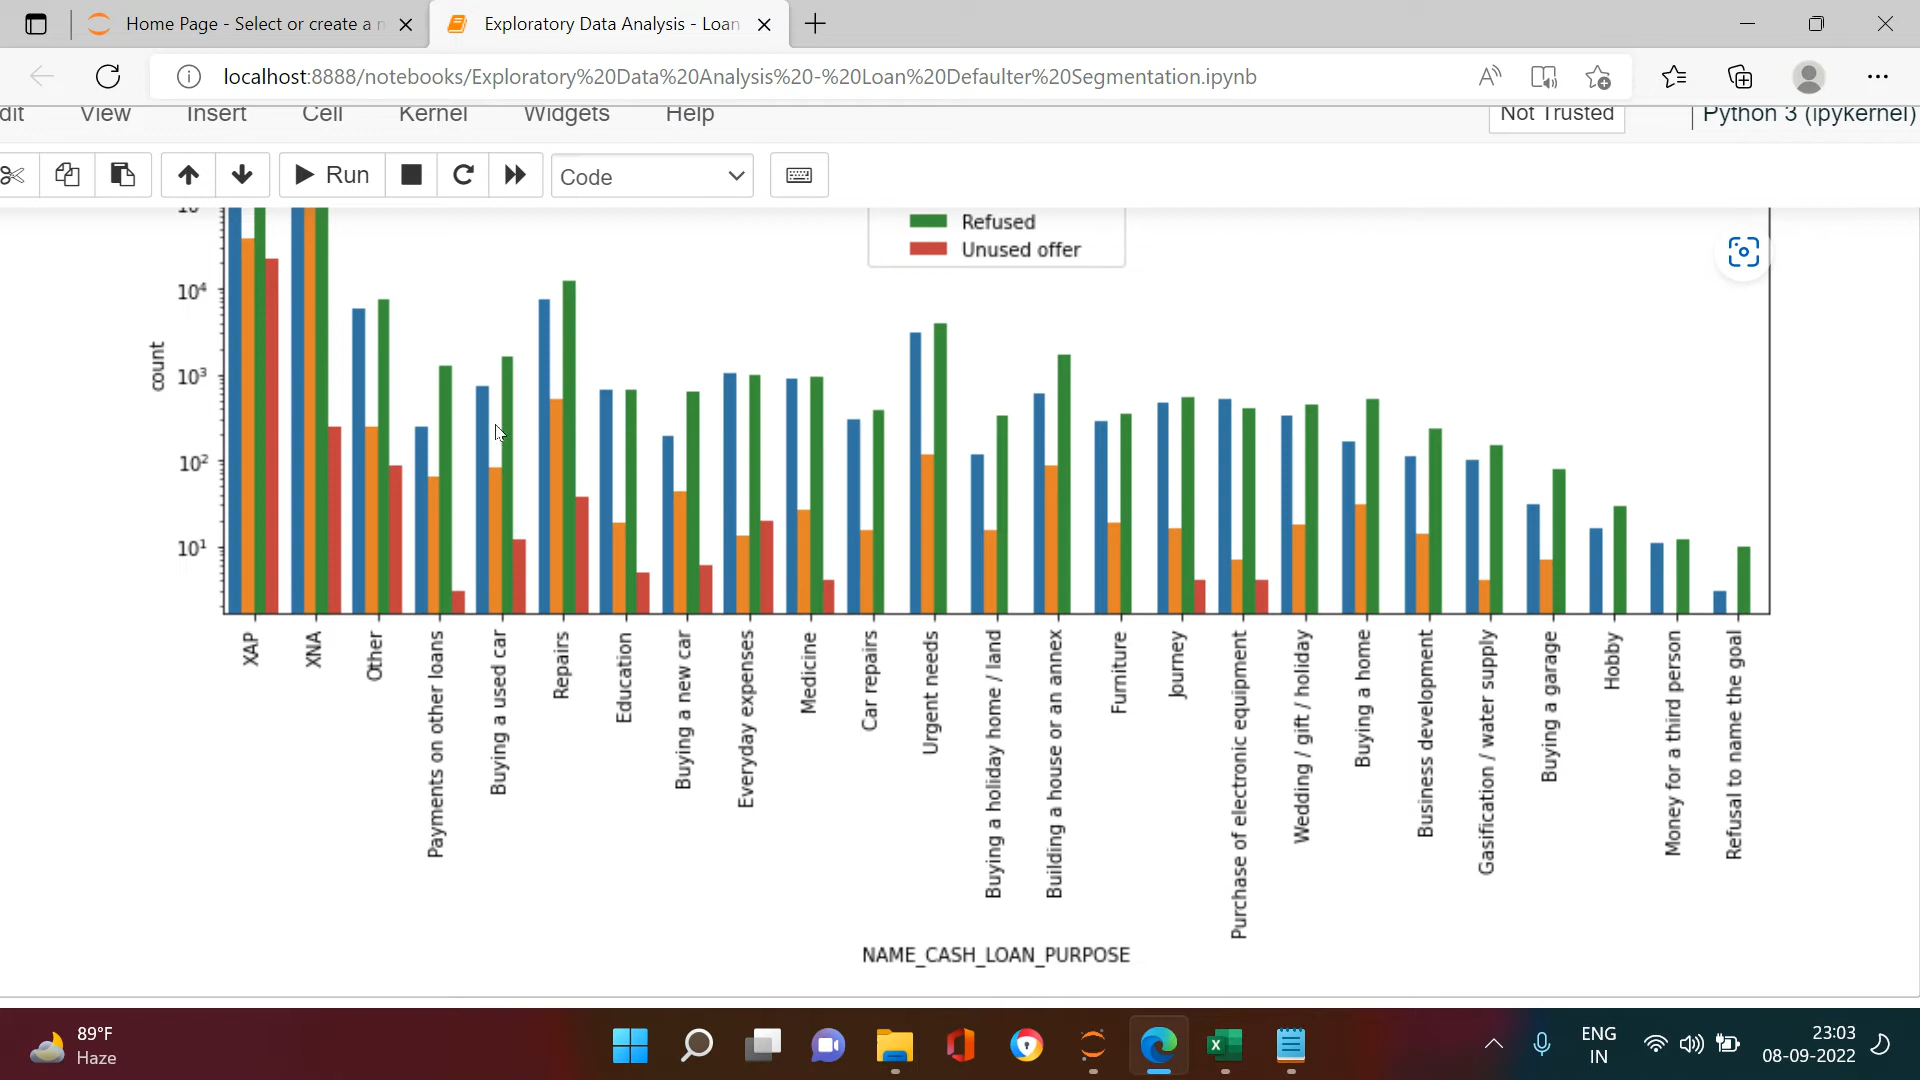 Home Page - Select or create a n
Exploratory Data Analysis - Loan
localhost:8888/notebooks/Exploratory%20Data%20Analysis%20-%20Loan%20Defaulter%20Segmentation.ipynb
dit View Insert Cell Kernel Widgets Help Not Trusted Python 3 (ipykernel)
Run Code
Refused
Unused offer
count
10⁴
10³
10²
10¹
XAP
XNA
Other
Payments on other loans
Buying a used car
Repairs
Education
Buying a new car
Everyday expenses
Medicine
Car repairs
Urgent needs
Buying a holiday home / land
Building a house or an annex
Furniture
Journey
Purchase of electronic equipment
Wedding / gift / holiday
Buying a home
Business development
Gasification / water supply
Buying a garage
Hobby
Money for a third person
Refusal to name the goal
NAME_CASH_LOAN_PURPOSE
89°F
Haze
ENG
IN
23:03
08-09-2022